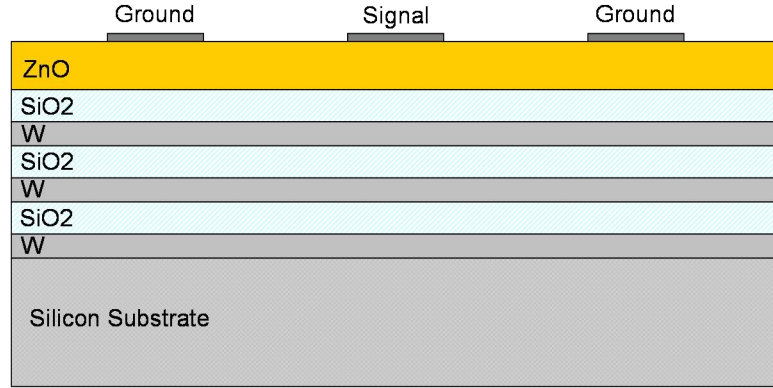 Ground Signal Ground
ZnO
SiO2
W
SiO2
W
SiO2
W
Silicon Substrate